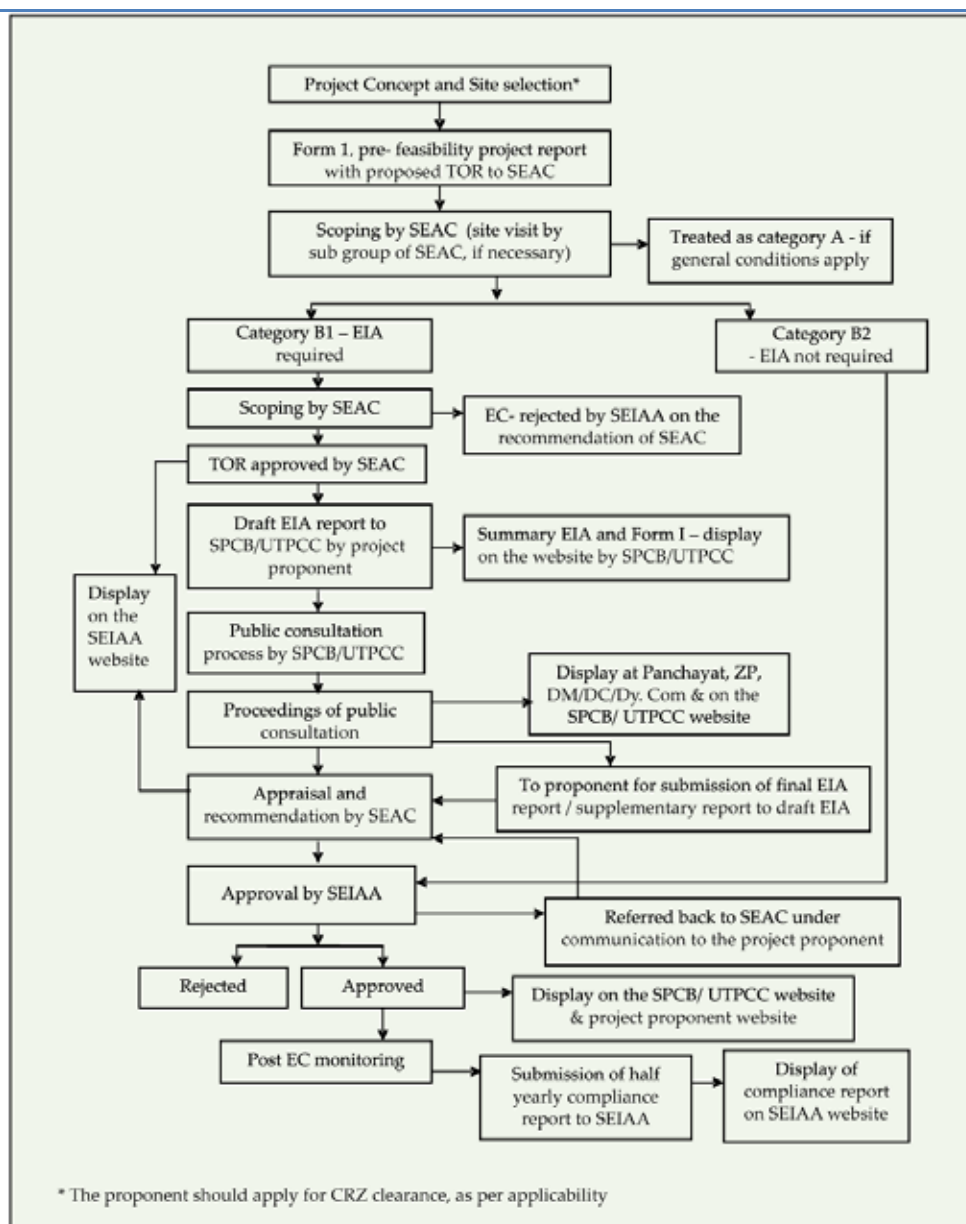 Project Concept and Site selection*
Form 1, pre- feasibility project report
with proposed TOR to SEAC
Scoping by SEAC (site visit by
sub group of SEAC, if necessary)
Treated as category A - if
general conditions apply
Category B1 – EIA
required
Category B2
- EIA not required
Scoping by SEAC
EC- rejected by SEIAA on the
recommendation of SEAC
TOR approved by SEAC
Draft EIA report to
SPCB/UTPCC by project
proponent
Summary EIA and Form I – display
on the website by SPCB/UTPCC
Display
on the
SEIAA
website
Public consultation
process by SPCB/UTPCC
Display at Panchayat, ZP,
DM/DC/Dy. Com & on the
SPCB/ UTPCC website
Proceedings of public
consultation
To proponent for submission of final EIA
report / supplementary report to draft EIA
Appraisal and
recommendation by SEAC
Approval by SEIAA
Referred back to SEAC under
communication to the project proponent
Rejected
Approved
Display on the SPCB/ UTPCC website
& project proponent website
Post EC monitoring
Submission of half
yearly compliance
report to SEIAA
Display of
compliance report
on SEIAA website
* The proponent should apply for CRZ clearance, as per applicability